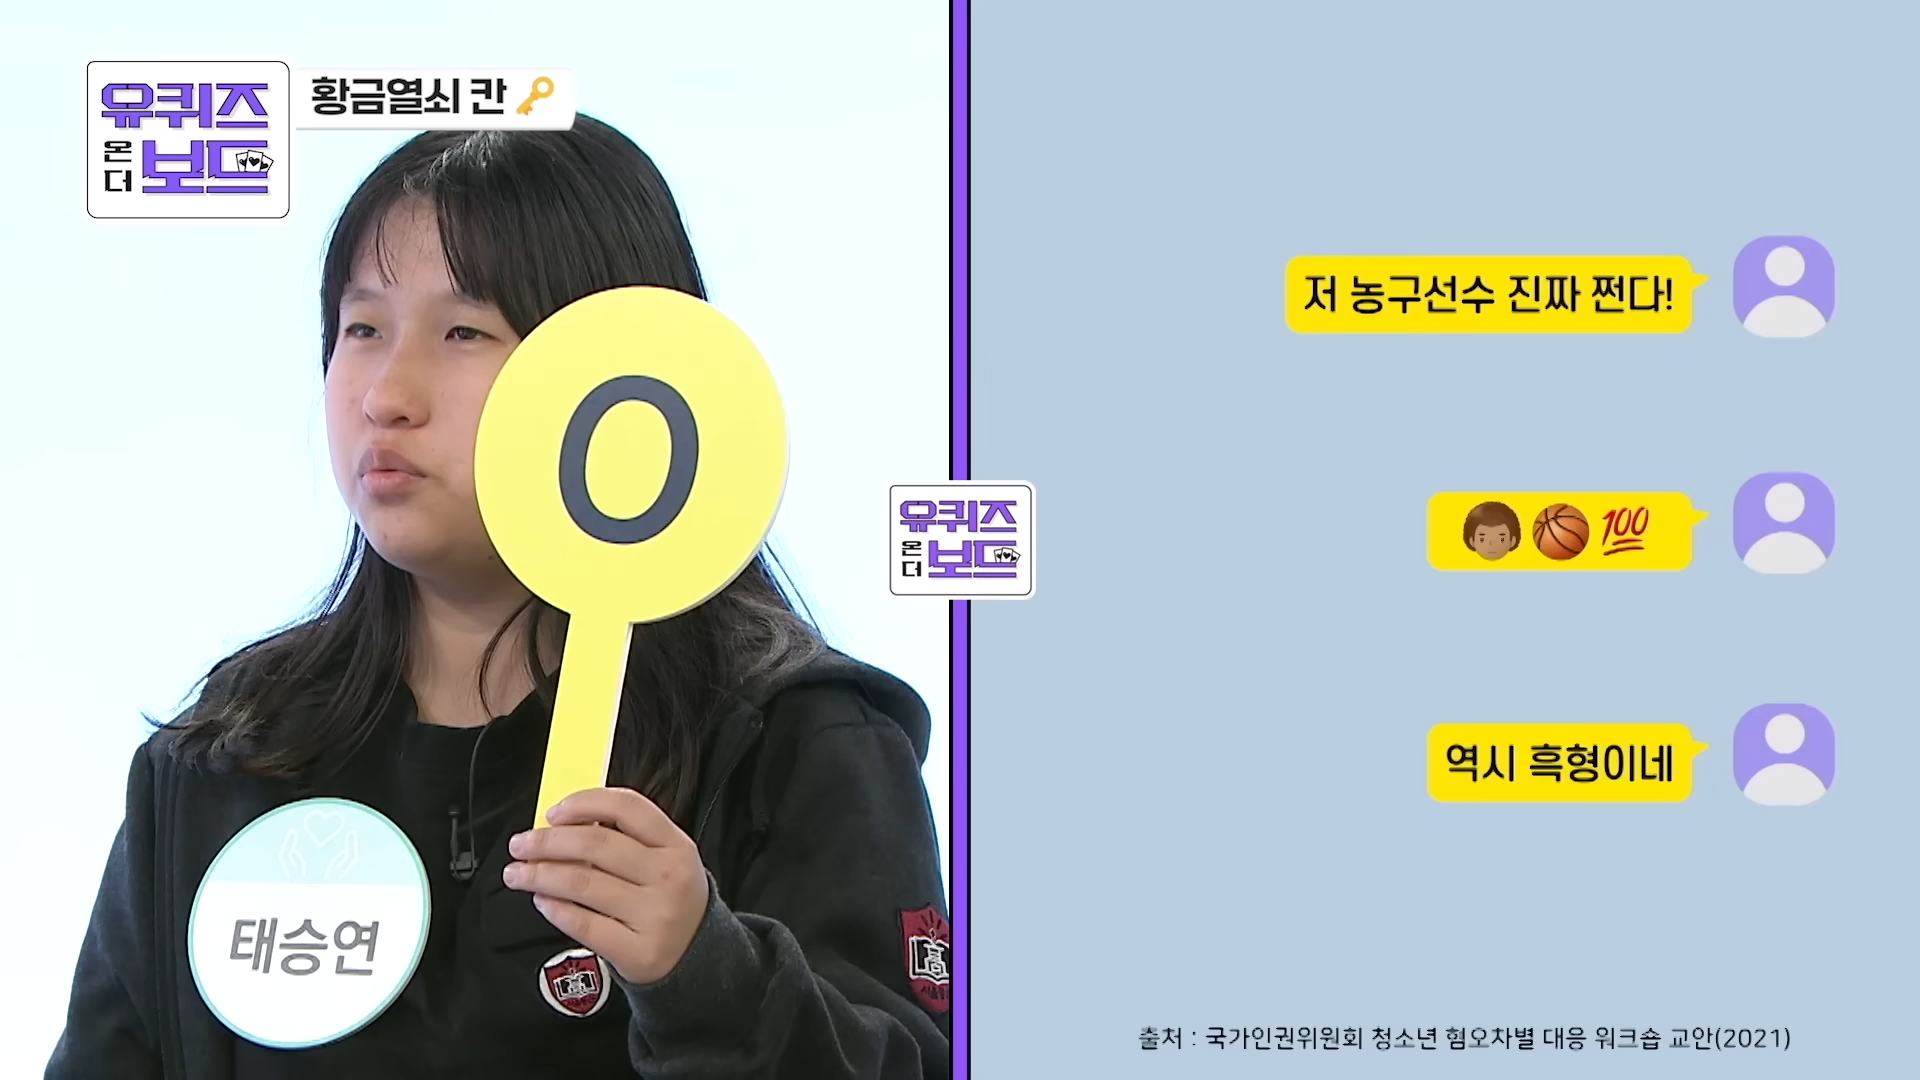 유퀴즈
온더 보드
황금열쇠 칸
O
태승연
유퀴즈
온더 보드
저 농구선수 진짜 쩐다!
100
역시 흑형이네
출처 : 국가인권위원회 청소년 혐오차별 대응 워크숍 교안(2021)